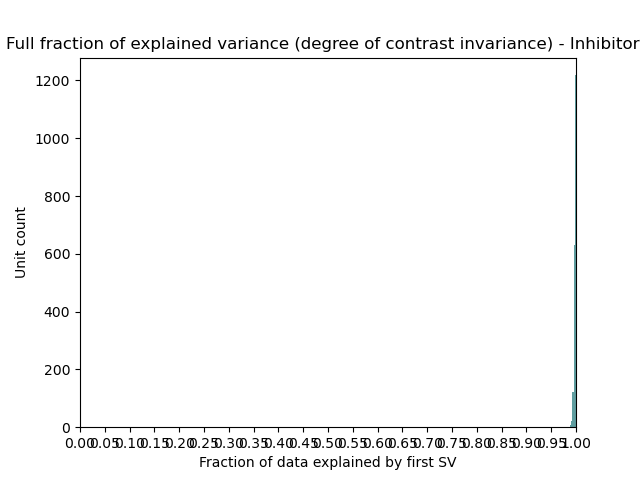 Full fraction of explained variance (degree of contrast invariance) - Inhibitor
1200
1000
800
600
400
200
0
Unit count
0.00 0.05 0.10 0.15 0.20 0.25 0.30 0.35 0.40 0.45 0.50 0.55 0.60 0.65 0.70 0.75 0.80 0.85 0.90 0.95 1.00
Fraction of data explained by first SV